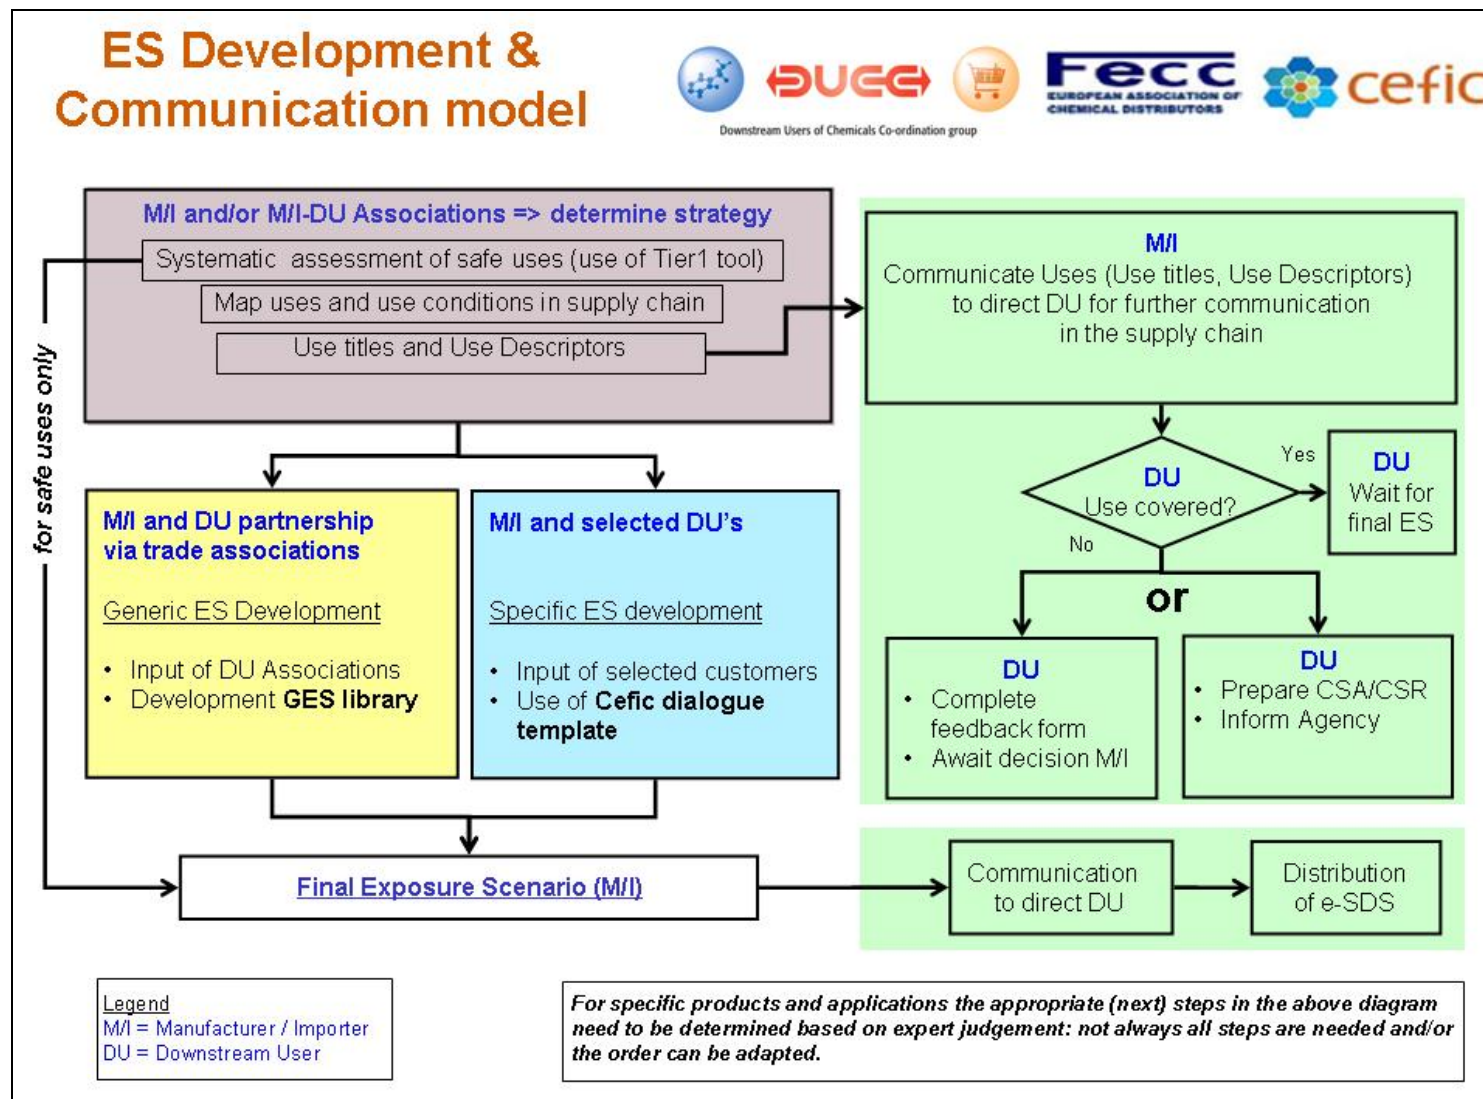 ES Development &
Communication model
DUCC
Downstream Users of Chemicals Co-ordination group
Fecc
EUROPEAN ASSOCIATION OF
CHEMICAL DISTRIBUTORS
cefic
M/I and/or M/I-DU Associations => determine strategy
Systematic assessment of safe uses (use of Tier1 tool)
Map uses and use conditions in supply chain
Use titles and Use Descriptors
for safe uses only
M/I
Communicate Uses (Use titles, Use Descriptors)
to direct DU for further communication
in the supply chain
DU
Use covered?
Yes
No
DU
Wait for
final ES
or
DU
• Complete
feedback form
• Await decision M/I
DU
• Prepare CSA/CSR
• Inform Agency
M/I and DU partnership
via trade associations
Generic ES Development
• Input of DU Associations
• Development GES library
M/I and selected DU's
Specific ES development
• Input of selected customers
• Use of Cefic dialogue
template
Final Exposure Scenario (M/I)
Communication
to direct DU
Distribution
of e-SDS
Legend
M/I = Manufacturer / Importer
DU = Downstream User
For specific products and applications the appropriate (next) steps in the above diagram
need to be determined based on expert judgement: not always all steps are needed and/or
the order can be adapted.